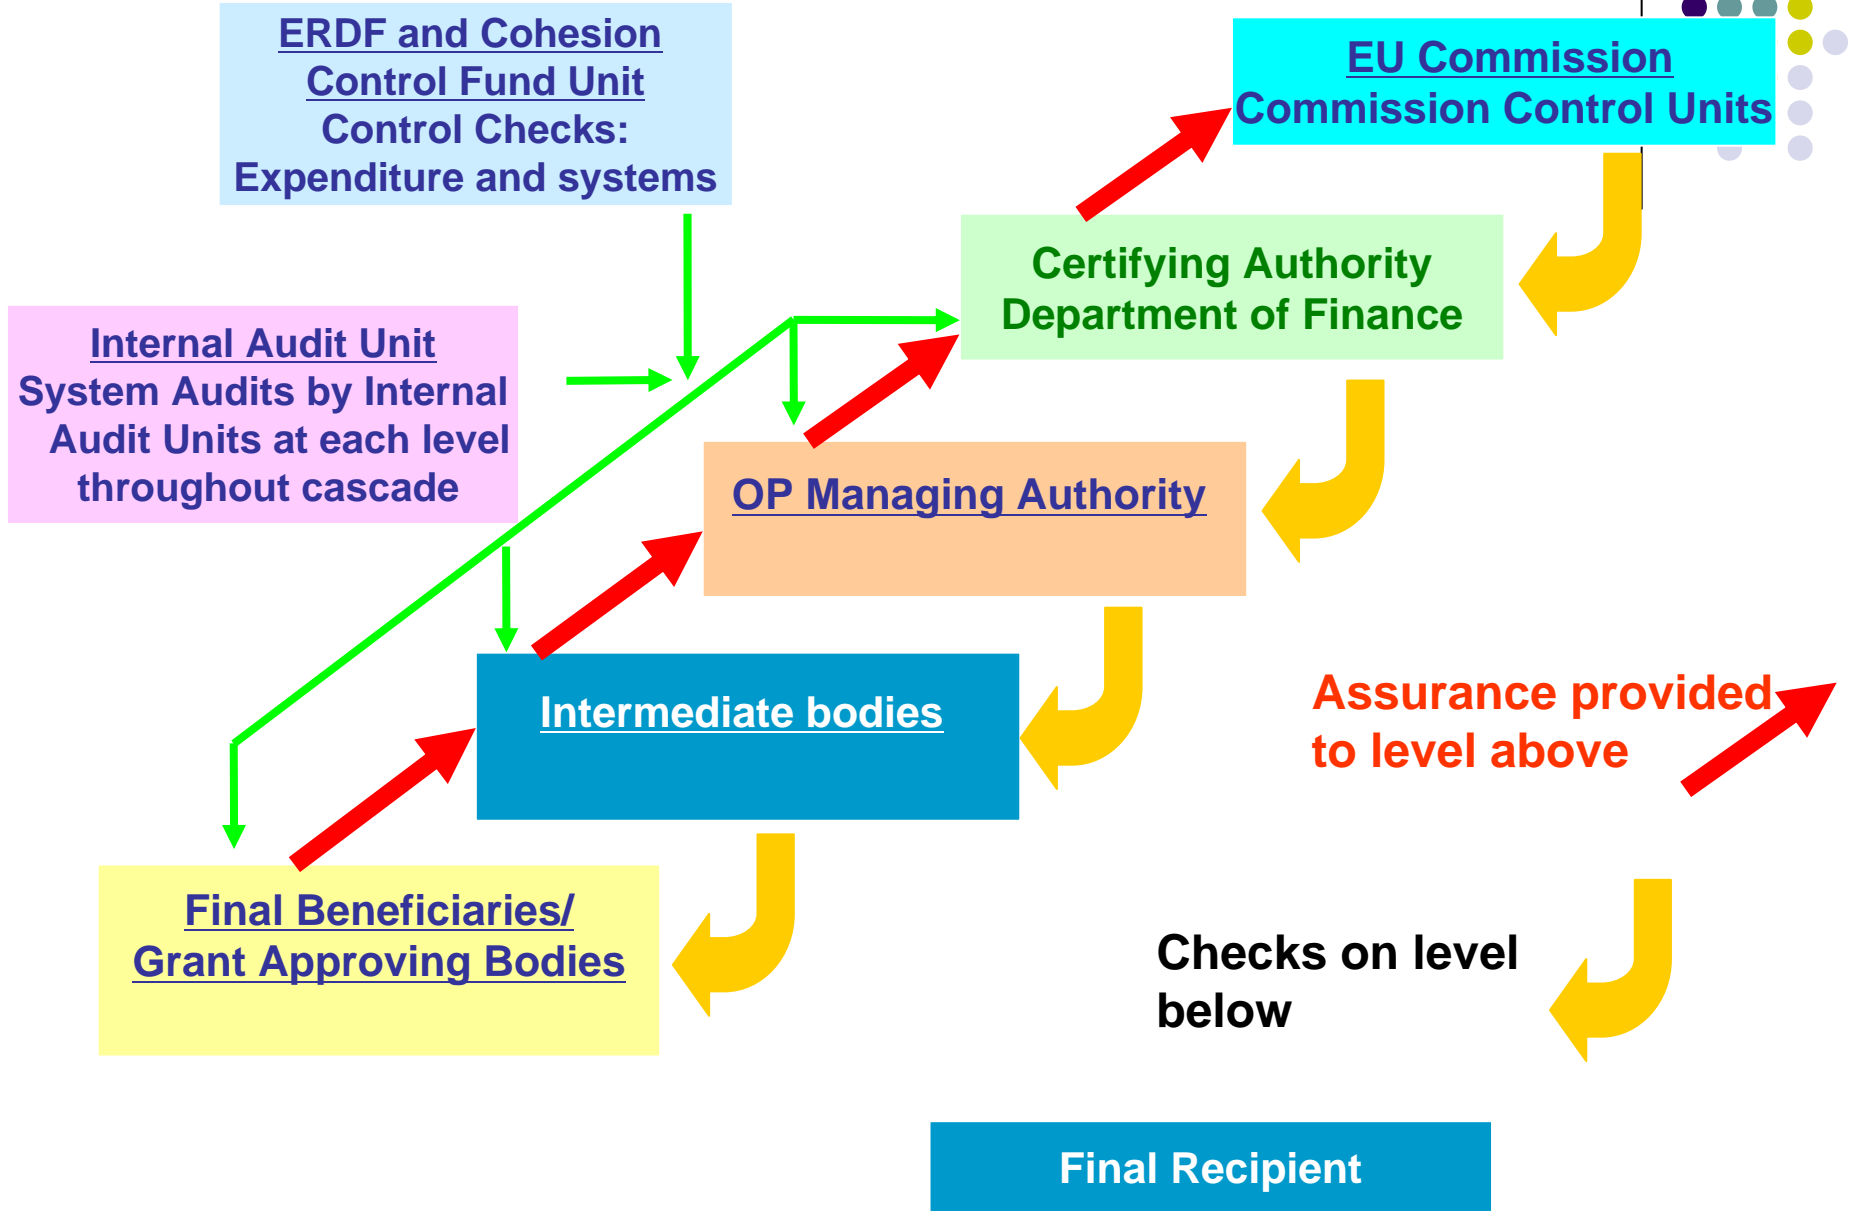 ERDF and Cohesion
Control Fund Unit
Control Checks:
Expenditure and systems
EU Commission
Commission Control Units
Certifying Authority
Department of Finance
Internal Audit Unit
System Audits by Internal
Audit Units at each level
throughout cascade
OP Managing Authority
Intermediate bodies
Assurance provided
to level above
Final Beneficiaries/
Grant Approving Bodies
Checks on level
below
Final Recipient